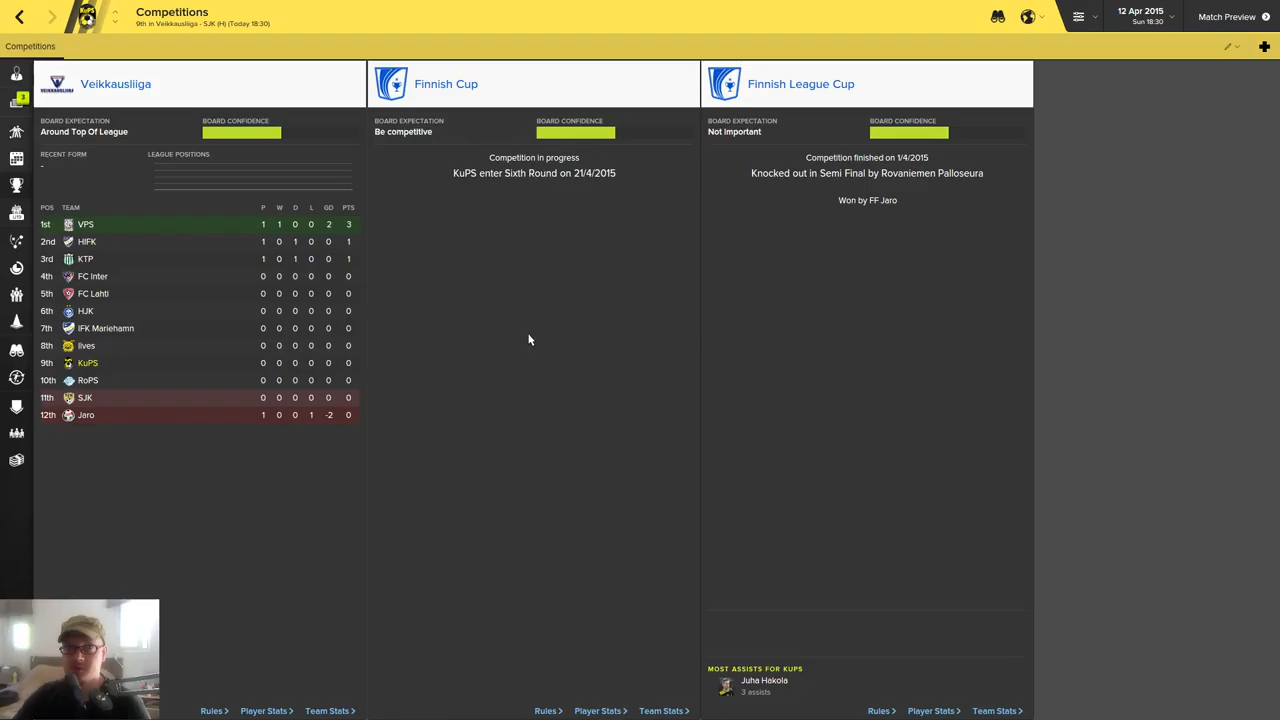 Competitions
9th in Veikkausliiga - SJK (H) (Today 18:30)
12 Apr 2015
Sun 18:30
Match Preview
Competitions
3
U19
KuPS
Veikkausliiga
BOARD EXPECTATION
Around Top Of League
BOARD CONFIDENCE
RECENT FORM
-
LEAGUE POSITIONS
POS TEAM P W D L GD PTS
1st VPS 1 1 0 0 2 3
2nd HIFK 1 0 1 0 0 1
3rd KTP 1 0 1 0 0 1
4th FC Inter 0 0 0 0 0 0
5th FC Lahti 0 0 0 0 0 0
6th HJK 0 0 0 0 0 0
7th IFK Mariehamn 0 0 0 0 0 0
8th Ilves 0 0 0 0 0 0
9th KuPS 0 0 0 0 0 0
10th RoPS 0 0 0 0 0 0
11th SJK 0 0 0 0 0 0
12th Jaro 1 0 0 1 -2 0
Rules > Player Stats > Team Stats >
Finnish Cup
BOARD EXPECTATION
Be competitive
BOARD CONFIDENCE
Competition in progress
KuPS enter Sixth Round on 21/4/2015
Rules > Player Stats > Team Stats >
Finnish League Cup
BOARD EXPECTATION
Not important
BOARD CONFIDENCE
Competition finished on 1/4/2015
Knocked out in Semi Final by Rovaniemen Palloseura
Won by FF Jaro
MOST ASSISTS FOR KUPS
Juha Hakola
3 assists
Rules > Player Stats > Team Stats >